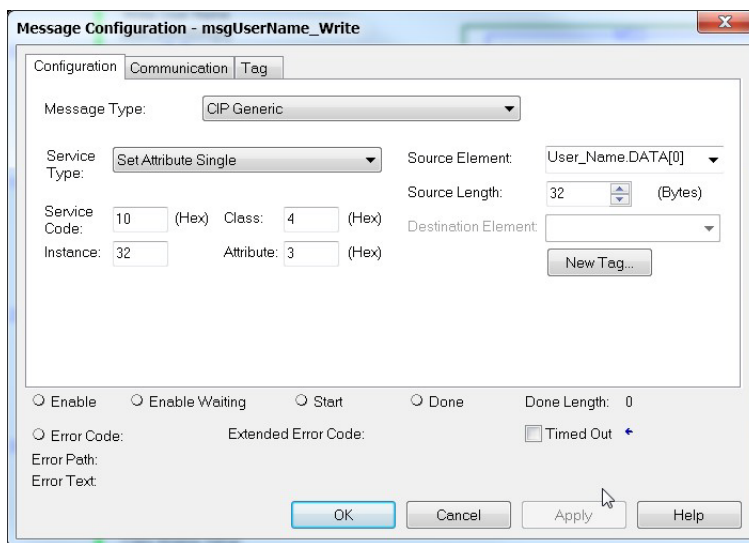 Message Configuration - msgUserName_Write
X
Configuration Communication Tag
Message Type: CIP Generic
Service Type: Set Attribute Single
Source Element: User_Name.DATA[0]
Source Length: 32 (Bytes)
Service Code: 10 (Hex) Class: 4 (Hex)
Destination Element:
Instance: 32 Attribute: 3 (Hex)
New Tag...
Enable Enable Waiting Start Done Done Length: 0
Error Code: Extended Error Code: Timed Out
Error Path:
Error Text:
OK Cancel Apply Help